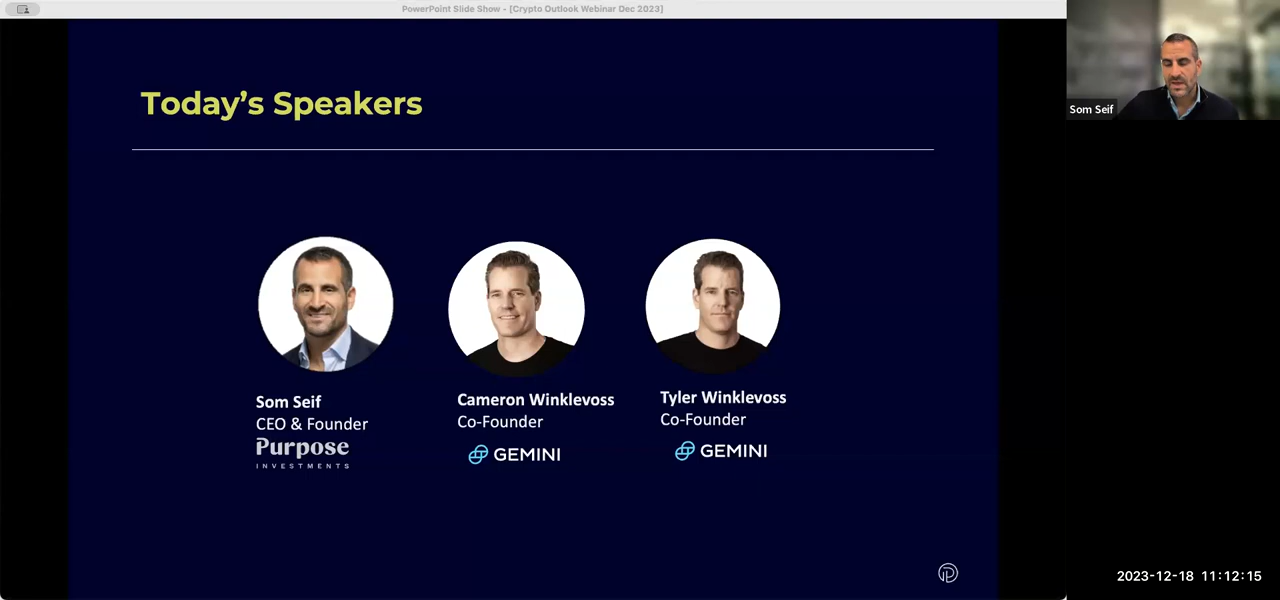 PowerPoint Slide Show - [Crypto Outlook Webinar Dec 2023]
Today's Speakers
Som Seif
CEO & Founder
Purpose
INVESTMENTS
Cameron Winklevoss
Co-Founder
GEMINI
Tyler Winklevoss
Co-Founder
GEMINI
Som Seif
2023-12-18 11:12:15